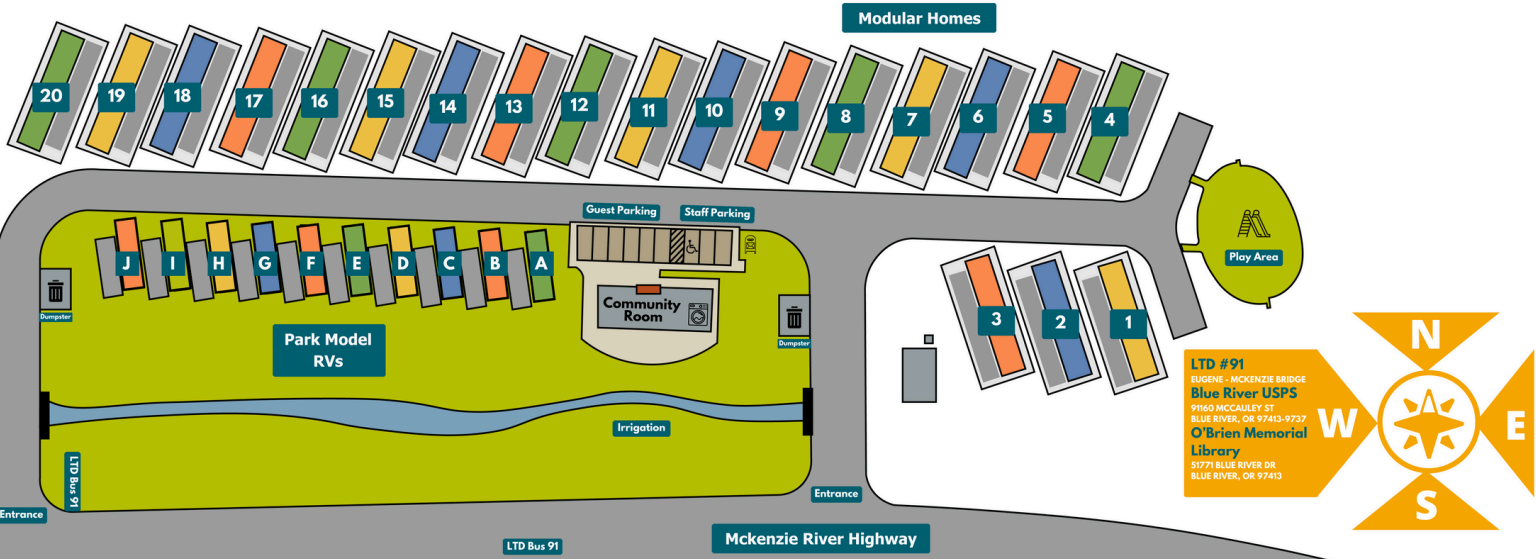 Modular Homes
20
19
18
17
16
15
14
13
12
11
10
9
8
7
6
5
4
Guest Parking
Staff Parking
J
I
H
G
F
E
D
C
B
A
Play Area
Dumpster
Community
Room
Dumpster
3
2
1
Park Model
RVs
Irrigation
LTD #91
EUGENE - MCKENZIE BRIDGE
Blue River USPS
91160 MCCAULEY ST
BLUE RIVER, OR 97413-9737
O'Brien Memorial
Library
51771 BLUE RIVER DR
BLUE RIVER, OR 97413
N
W
E
S
LTD Bus 91
Entrance
Entrance
LTD Bus 91
Mckenzie River Highway